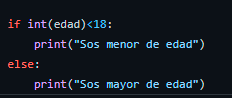 if int(edad)<18:
    print("Sos menor de edad")
else:
    print("Sos mayor de edad")